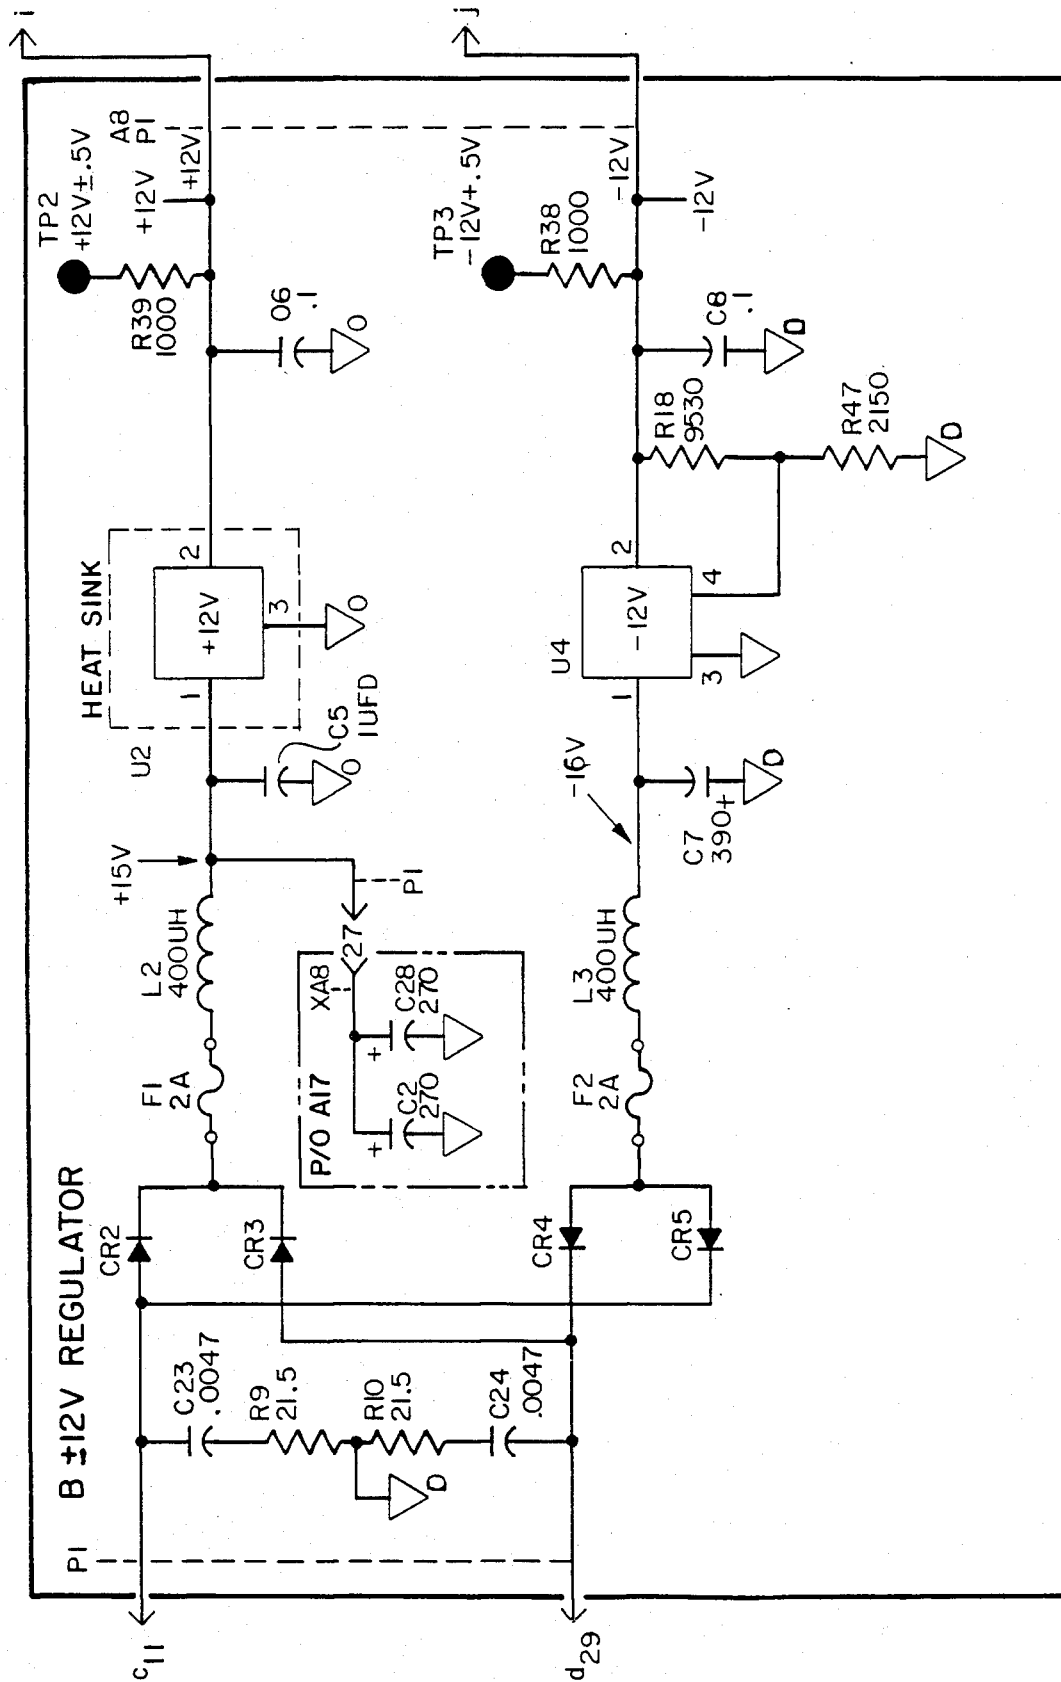 B ±12V REGULATOR
P1
c11
d29
C23
.0047
R9
21.5
R10
21.5
C24
.0047
D
CR2
CR3
CR4
CR5
F1
2A
L2
400UH
+15V
P/O A17
XA8
27
P1
+
C2
270
+
C28
270
U2
HEAT SINK
1
+12V
2
3
O
C5
1UFD
O
O6
.1
O
R39
1000
TP2
+12V±.5V
+12V
+12V
A8
P1
i
F2
2A
L3
400UH
-16V
C7
390+
D
U4
1
-12V
2
3
4
R18
9530
R47
2150
D
C8
.1
D
TP3
-12V+.5V
R38
1000
-12V
-12V
j